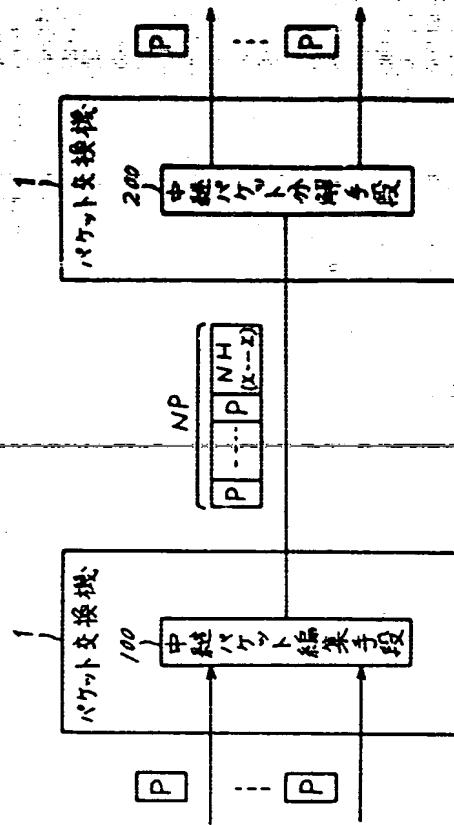 P
P
1
パケット交換機
100
中継パケット編集手段
NP
P
P
NH
(x---z)
1
パケット交換機
200
中継パケット分解手段
P
P